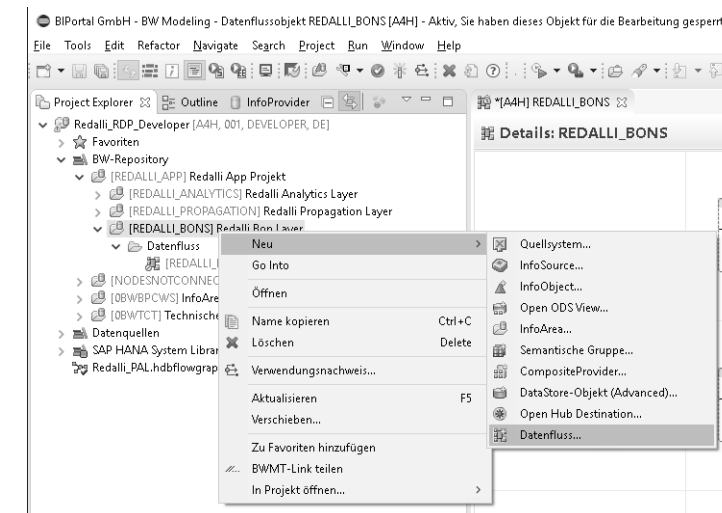 BIPortal GmbH - BW Modeling - Datenflussobjekt REDALLI_BONS [A4H] - Aktiv, Sie haben dieses Objekt für die Bearbeitung gesperrt
File Tools Edit Refactor Navigate Search Project Run Window Help
Project Explorer Outline InfoProvider
*[A4H] REDALLI_BONS
Details: REDALLI_BONS
Redalli_RDP_Developer [A4H, 001, DEVELOPER, DE]
Favoriten
BW-Repository
[REDALLI_APP] Redalli App Projekt
[REDALLI_ANALYTICS] Redalli Analytics Layer
[REDALLI_PROPAGATION] Redalli Propagation Layer
[REDALLI_BONS] Redalli Bon Layer
Datenfluss
[REDALLI_
[NODESNOTCONNEC
[0BWBPCWS] InfoAre
[0BWTCT] Technische
Datenquellen
SAP HANA System Librar
Redalli_PAL.hdbflowgrap
Neu
Go Into
Öffnen
Name kopieren Ctrl+C
Löschen Delete
Verwendungsnachweis...
Aktualisieren F5
Verschieben...
Zu Favoriten hinzufügen
BWMT-Link teilen
In Projekt öffnen...
Quellsystem...
InfoSource...
InfoObject...
Open ODS View...
InfoArea...
Semantische Gruppe...
CompositeProvider...
DataStore-Objekt (Advanced)...
Open Hub Destination...
Datenfluss...